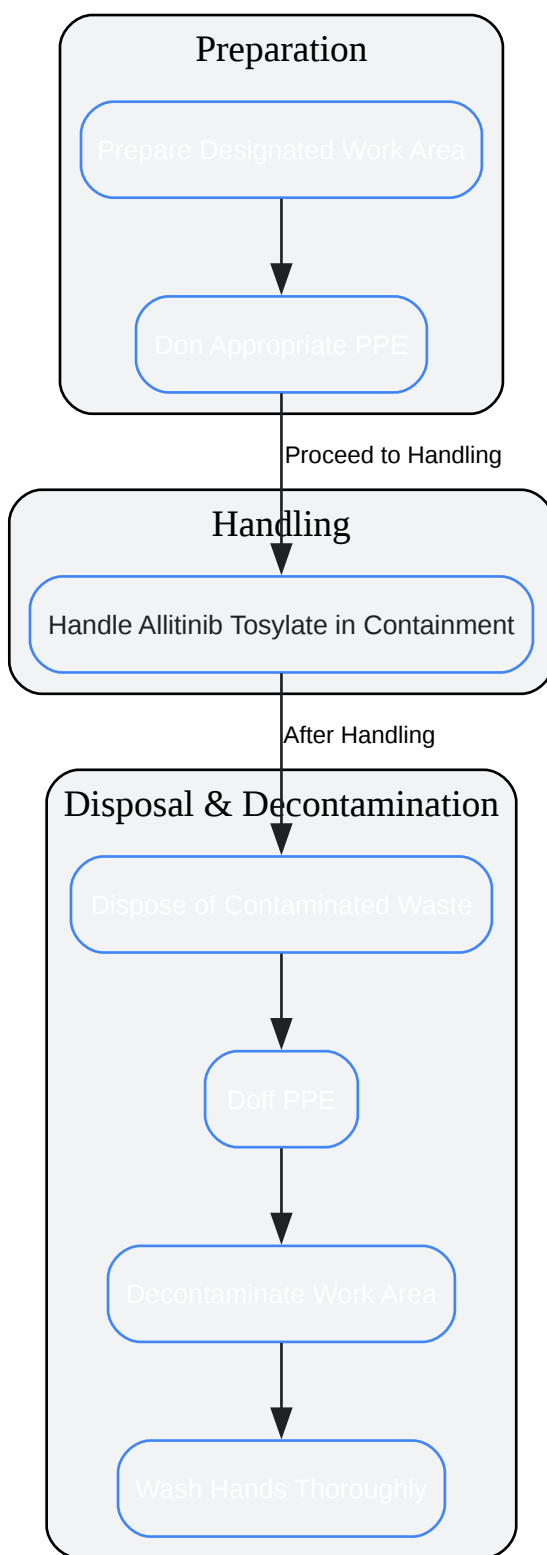 Preparation
Prepare Designated Work Area
Don Appropriate PPE
Proceed to Handling
Handling
Handle Allitinib Tosylate in Containment
After Handling
Disposal & Decontamination
Dispose of Contaminated Waste
Doff PPE
Decontaminate Work Area
Wash Hands Thoroughly